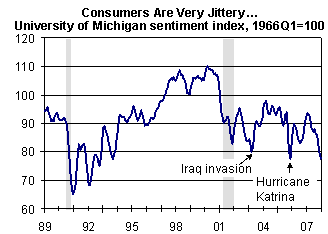 Consumers Are Very Jittery...
University of Michigan sentiment index, 1966Q1=100
120
110
100
90
80
70
60
Iraq invasion
Hurricane
Katrina
89 92 95 98 01 04 07